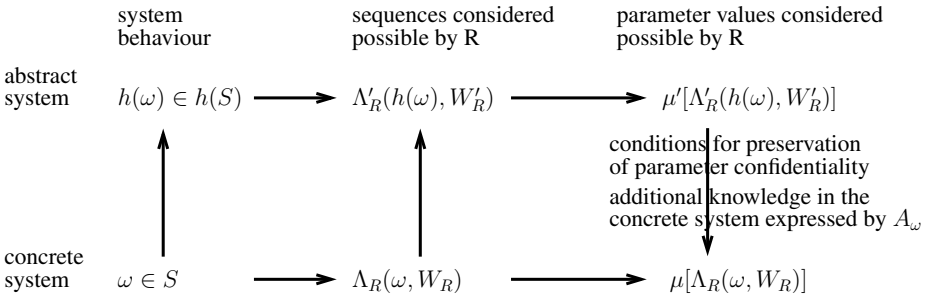 system
behaviour
sequences considered
possible by R
parameter values considered
possible by R
abstract
system
h(ω) ∈ h(S)
Λ′_R(h(ω), W′_R)
μ′[Λ′_R(h(ω), W′_R)]
conditions for preservation
of parameter confidentiality
additional knowledge in the
concrete system expressed by A_ω
concrete
system
ω ∈ S
Λ_R(ω, W_R)
μ[Λ_R(ω, W_R)]